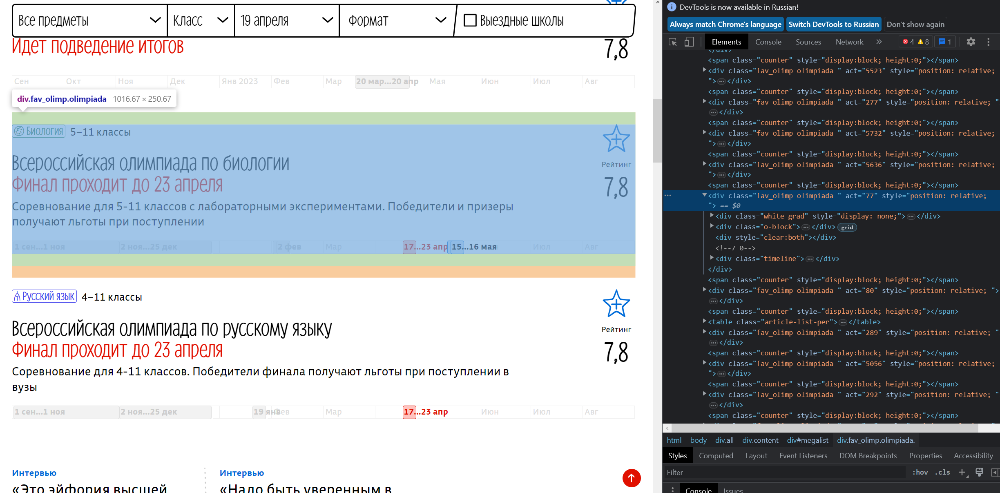 Все предметы
Класс
19 апреля
Формат
Выездные школы
Идет подведение итогов
7,8
Сен Окт Ноя Дек Янв 2023 Фев Мар 20 мар...20 апр Мая Июн Июл Авг
div.fav_olimp.olimpiada 1016.67 × 250.67
Биология 5–11 классы
Рейтинг
7,8
Всероссийская олимпиада по биологии
Финал проходит до 23 апреля
Соревнование для 5-11 классов с лабораторными экспериментами. Победители и призеры
получают льготы при поступлении
1 сен...1 ноя 2 ноя...25 дек 2 фев Мар 17...23 апр 15...16 мая Июл Авг
Русский язык 4–11 классы
Рейтинг
7,8
Всероссийская олимпиада по русскому языку
Финал проходит до 23 апреля
Соревнование для 4-11 классов. Победители финала получают льготы при поступлении в
вузы
1 сен...1 ноя 2 ноя...25 дек 19 янв Фев Мар 17...23 апр Июн Июл Авг
Интервью
«Это эйфория высшей
Интервью
«Надо быть уверенным в
DevTools is now available in Russian!
Always match Chrome's language Switch DevTools to Russian Don't show again
Elements Console Sources Network » 4 8 1
</div>
<span class="counter" style="display:block; height:0;"></span>
<div class="fav_olimp olimpiada " act="5523" style="position: relative;
">…</div>
<span class="counter" style="display:block; height:0;"></span>
<div class="fav_olimp olimpiada " act="277" style="position: relative; "
…</div>
<span class="counter" style="display:block; height:0;"></span>
<div class="fav_olimp olimpiada " act="5732" style="position: relative;
">…</div>
<span class="counter" style="display:block; height:0;"></span>
<div class="fav_olimp olimpiada " act="5636" style="position: relative;
">…</div>
<span class="counter" style="display:block; height:0;"></span>
… <div class="fav_olimp olimpiada " act="77" style="position: relative;
"> == $0
<div class="white_grad" style="display: none;">…</div>
<div class="o-block">…</div> grid
<div style="clear:both"></div>
<!--7 0-->
<div class="timeline">…</div>
</div>
<span class="counter" style="display:block; height:0;"></span>
<div class="fav_olimp olimpiada " act="80" style="position: relative; ">
…</div>
<span class="counter" style="display:block; height:0;"></span>
<table class="article-list-per">…</table>
<div class="fav_olimp olimpiada " act="289" style="position: relative; "
…</div>
<span class="counter" style="display:block; height:0;"></span>
<div class="fav_olimp olimpiada " act="5056" style="position: relative;
">…</div>
<span class="counter" style="display:block; height:0;"></span>
<div class="fav_olimp olimpiada " act="292" style="position: relative; "
…</div>
<span class="counter" style="display:block; height:0;"></span>
html body div.all div.content div#megalist div.fav_olimp.olimpiada.
Styles Computed Layout Event Listeners DOM Breakpoints Properties Accessibility
Filter :hov .cls +
Console Issues